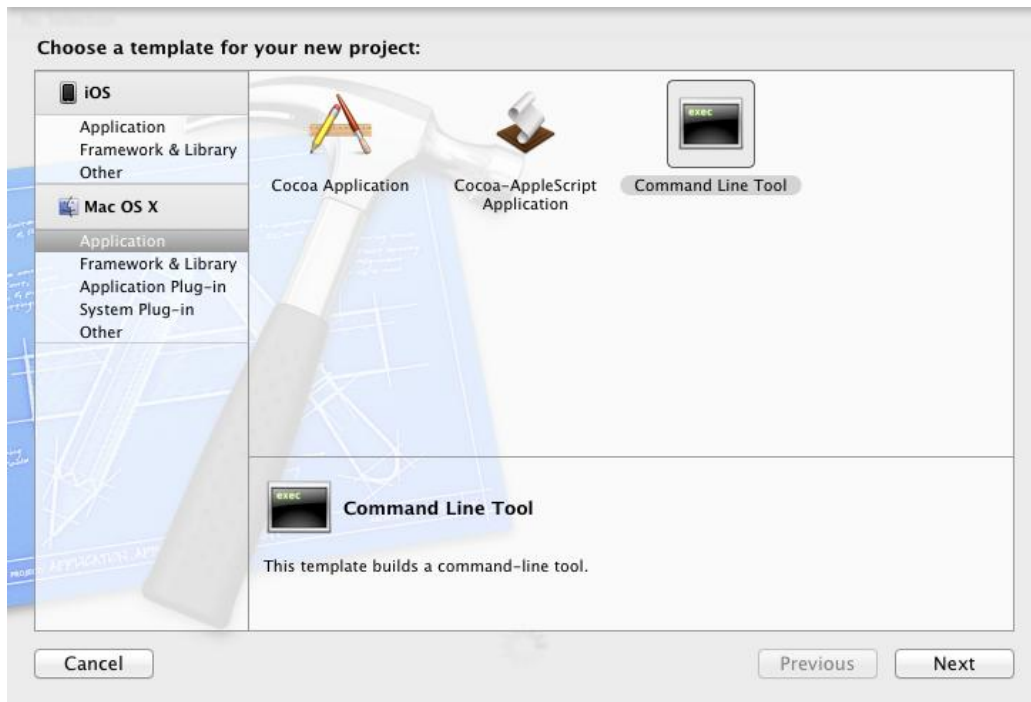 Choose a template for your new project:
iOS
Application
Framework & Library
Other
Mac OS X
Application
Framework & Library
Application Plug-in
System Plug-in
Other
Cocoa Application
Cocoa-AppleScript
Application
exec
Command Line Tool
exec
Command Line Tool
This template builds a command-line tool.
Cancel
Previous
Next